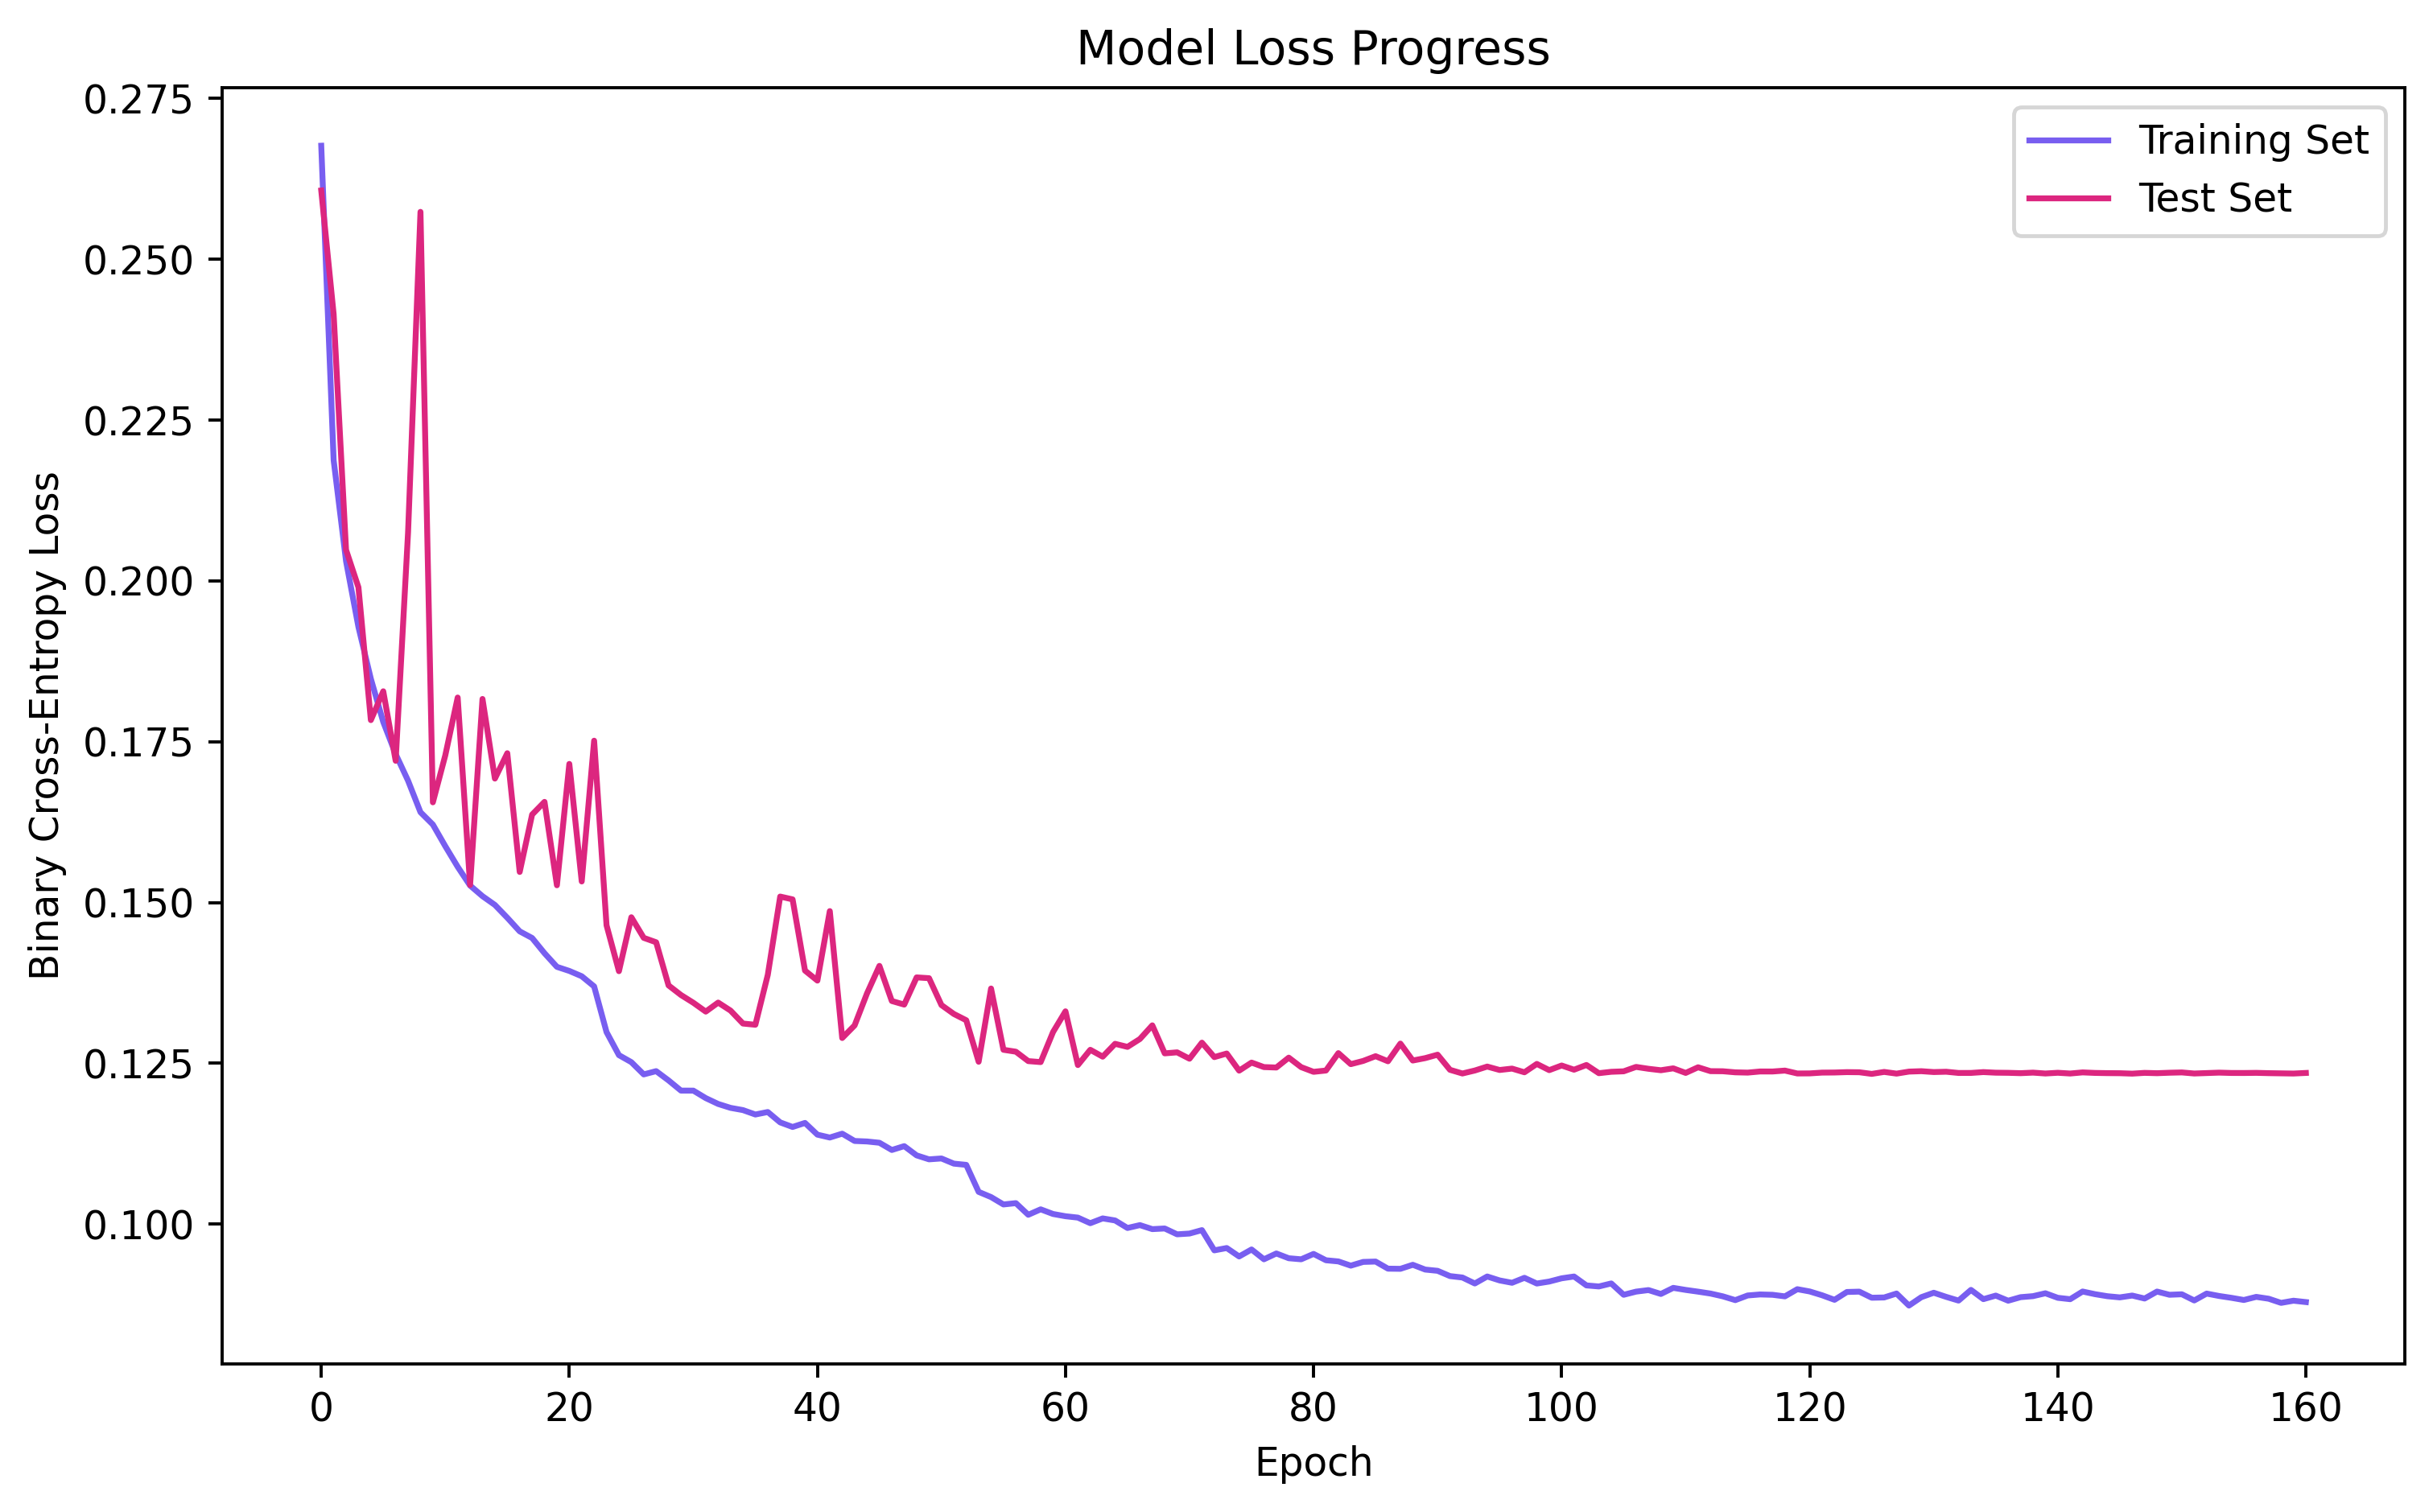 Model Loss Progress
Training Set
Test Set
Binary Cross-Entropy Loss
0.275
0.250
0.225
0.200
0.175
0.150
0.125
0.100
0 20 40 60 80 100 120 140 160
Epoch